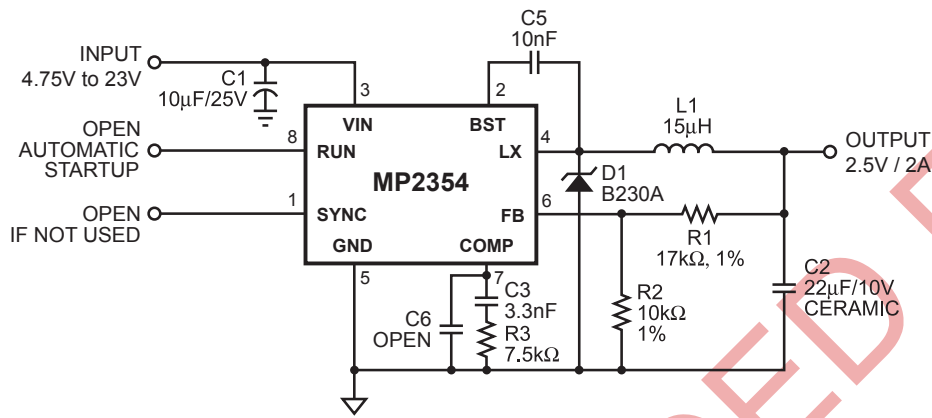 INPUT
4.75V to 23V
C1
10µF/25V
OPEN
AUTOMATIC
STARTUP
OPEN
IF NOT USED
C5
10nF
3
2
8
1
4
6
5
7
VIN
BST
RUN
LX
MP2354
SYNC
FB
GND
COMP
L1
15µH
OUTPUT
2.5V / 2A
D1
B230A
R1
17kΩ, 1%
C2
22µF/10V
CERAMIC
R2
10kΩ
1%
C3
3.3nF
R3
7.5kΩ
C6
OPEN